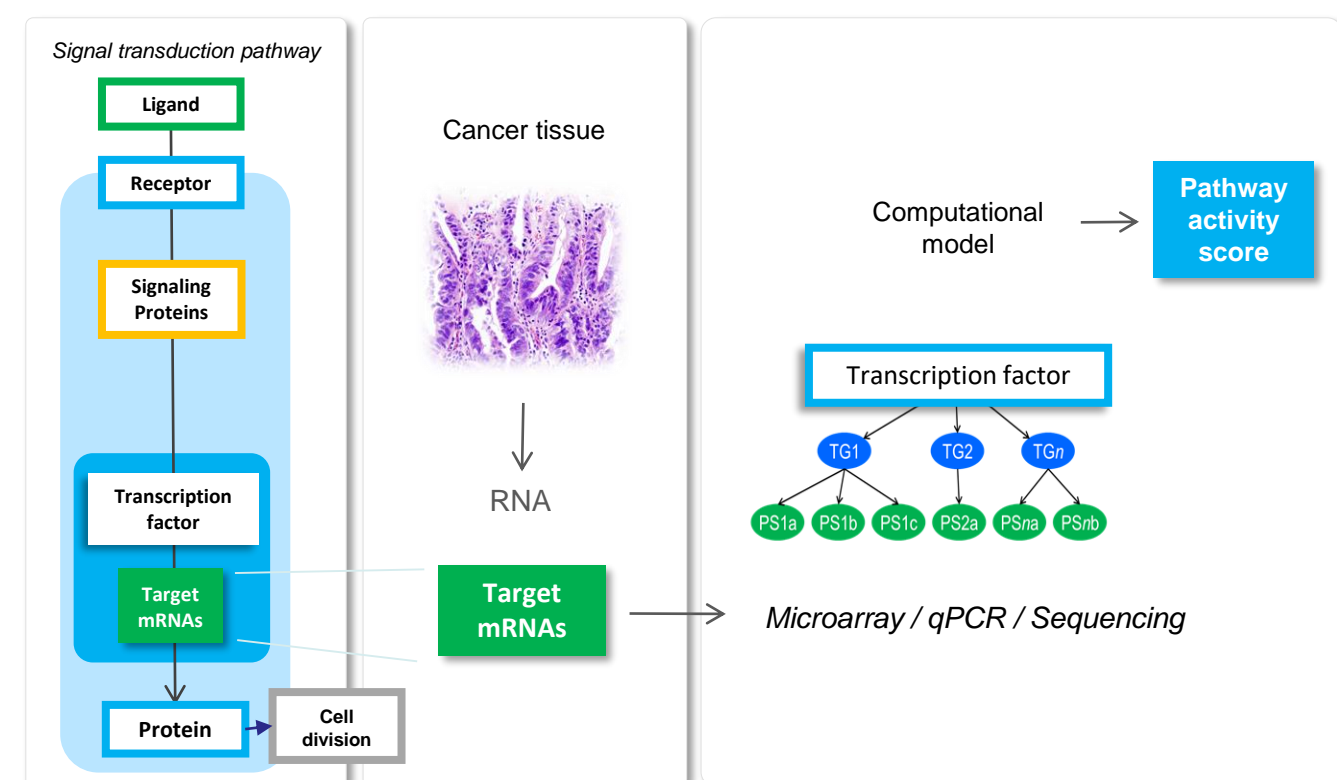 Signal transduction pathway
Ligand
Receptor
Signaling
Proteins
Transcription
factor
Target
mRNAs
Protein
Cell
division
Cancer tissue
RNA
Target
mRNAs
Computational
model
Pathway
activity
score
Transcription factor
TG1 TG2 TGn
PS1a PS1b PS1c PS2a PSna PSnb
Microarray / qPCR / Sequencing